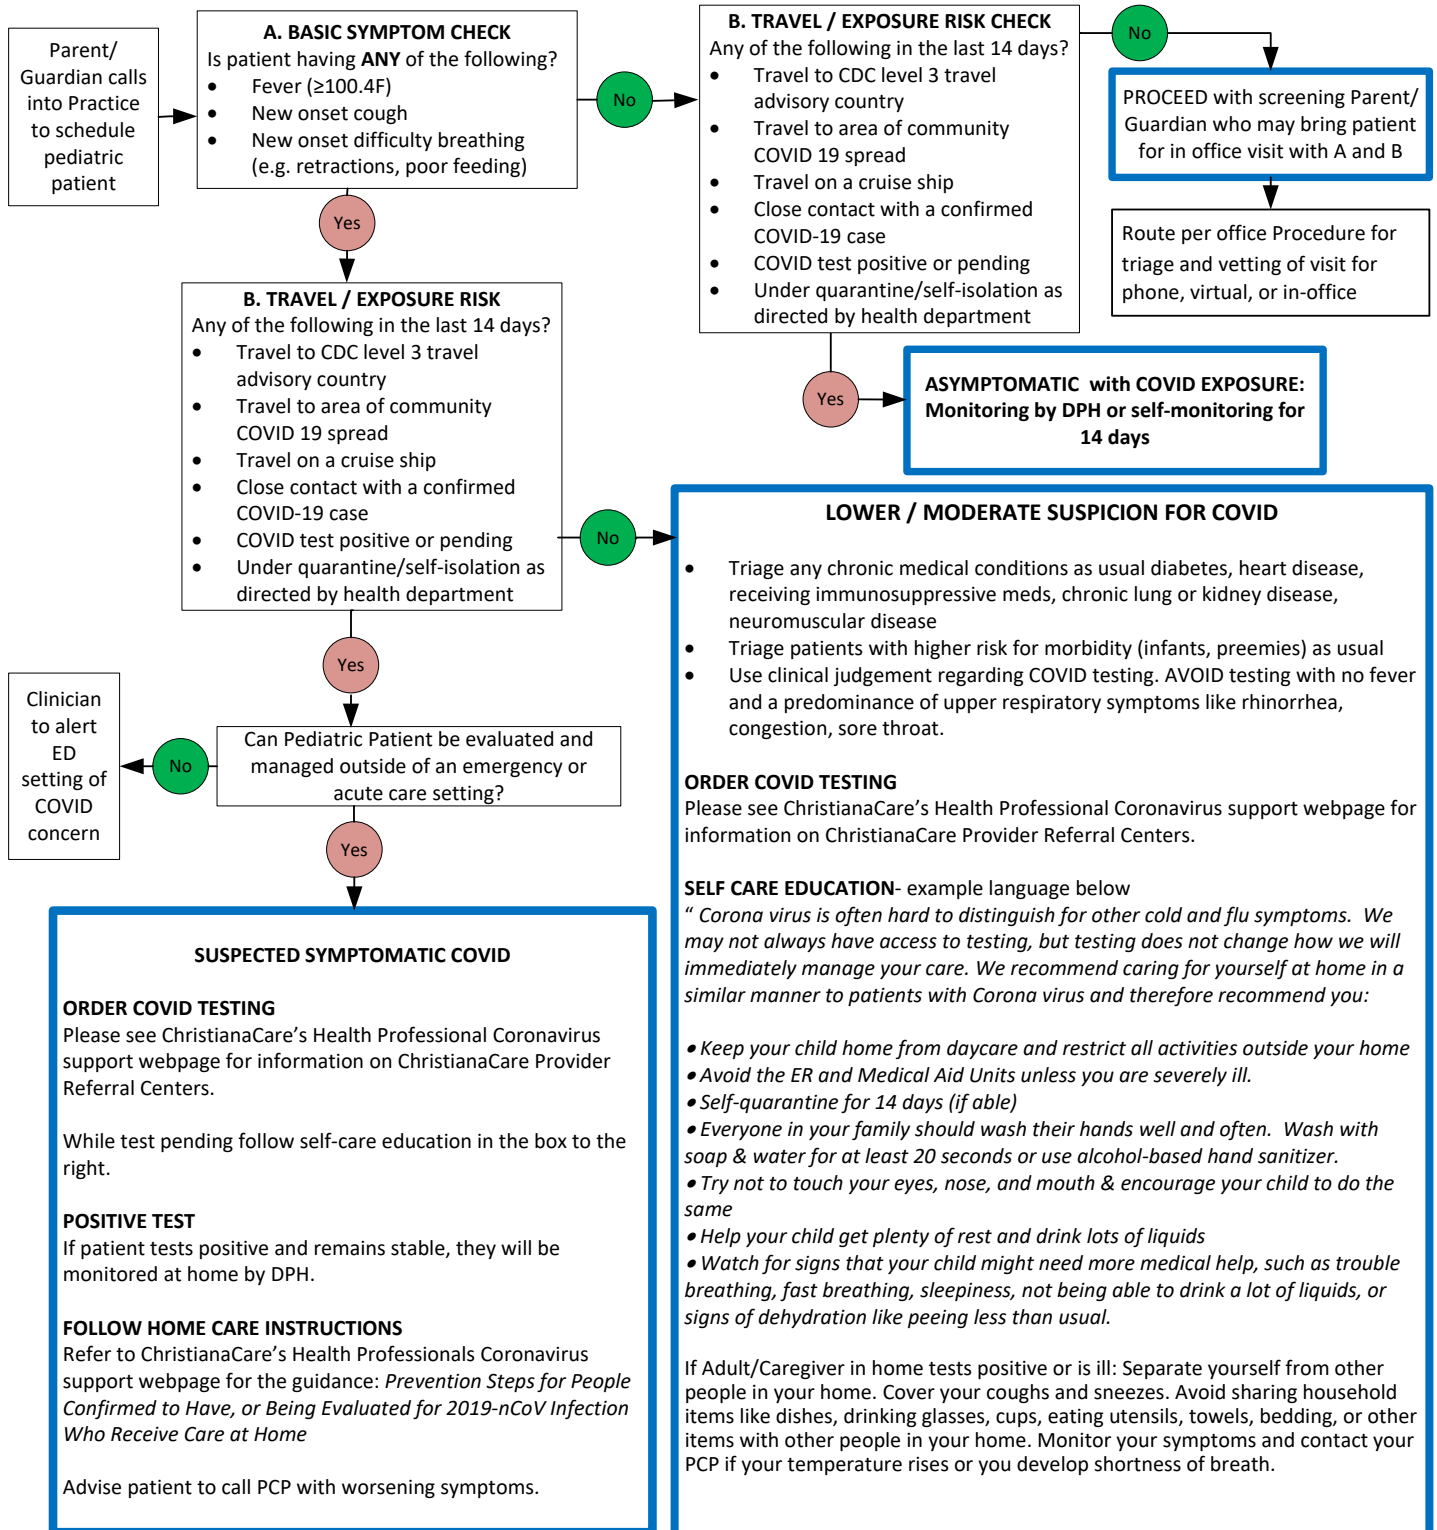 Parent/
Guardian calls
into Practice
to schedule
pediatric
patient
A. BASIC SYMPTOM CHECK
Is patient having ANY of the following?
• Fever (≥100.4F)
• New onset cough
• New onset difficulty breathing
(e.g. retractions, poor feeding)
No
Yes
B. TRAVEL / EXPOSURE RISK CHECK
Any of the following in the last 14 days?
• Travel to CDC level 3 travel
advisory country
• Travel to area of community
COVID 19 spread
• Travel on a cruise ship
• Close contact with a confirmed
COVID-19 case
• COVID test positive or pending
• Under quarantine/self-isolation as
directed by health department
No
PROCEED with screening Parent/
Guardian who may bring patient
for in office visit with A and B
Route per office Procedure for
triage and vetting of visit for
phone, virtual, or in-office
Yes
ASYMPTOMATIC with COVID EXPOSURE:
Monitoring by DPH or self-monitoring for
14 days
B. TRAVEL / EXPOSURE RISK
Any of the following in the last 14 days?
• Travel to CDC level 3 travel
advisory country
• Travel to area of community
COVID 19 spread
• Travel on a cruise ship
• Close contact with a confirmed
COVID-19 case
• COVID test positive or pending
• Under quarantine/self-isolation as
directed by health department
No
Yes
Can Pediatric Patient be evaluated and
managed outside of an emergency or
acute care setting?
No
Clinician
to alert
ED
setting of
COVID
concern
Yes
SUSPECTED SYMPTOMATIC COVID
ORDER COVID TESTING
Please see ChristianaCare’s Health Professional Coronavirus
support webpage for information on ChristianaCare Provider
Referral Centers.
While test pending follow self-care education in the box to the
right.
POSITIVE TEST
If patient tests positive and remains stable, they will be
monitored at home by DPH.
FOLLOW HOME CARE INSTRUCTIONS
Refer to ChristianaCare’s Health Professionals Coronavirus
support webpage for the guidance: Prevention Steps for People
Confirmed to Have, or Being Evaluated for 2019-nCoV Infection
Who Receive Care at Home
Advise patient to call PCP with worsening symptoms.
LOWER / MODERATE SUSPICION FOR COVID
• Triage any chronic medical conditions as usual diabetes, heart disease,
receiving immunosuppressive meds, chronic lung or kidney disease,
neuromuscular disease
• Triage patients with higher risk for morbidity (infants, preemies) as usual
• Use clinical judgement regarding COVID testing. AVOID testing with no fever
and a predominance of upper respiratory symptoms like rhinorrhea,
congestion, sore throat.
ORDER COVID TESTING
Please see ChristianaCare’s Health Professional Coronavirus support webpage for
information on ChristianaCare Provider Referral Centers.
SELF CARE EDUCATION- example language below
“ Corona virus is often hard to distinguish for other cold and flu symptoms. We
may not always have access to testing, but testing does not change how we will
immediately manage your care. We recommend caring for yourself at home in a
similar manner to patients with Corona virus and therefore recommend you:
• Keep your child home from daycare and restrict all activities outside your home
• Avoid the ER and Medical Aid Units unless you are severely ill.
• Self-quarantine for 14 days (if able)
• Everyone in your family should wash their hands well and often. Wash with
soap & water for at least 20 seconds or use alcohol-based hand sanitizer.
• Try not to touch your eyes, nose, and mouth & encourage your child to do the
same
• Help your child get plenty of rest and drink lots of liquids
• Watch for signs that your child might need more medical help, such as trouble
breathing, fast breathing, sleepiness, not being able to drink a lot of liquids, or
signs of dehydration like peeing less than usual.
If Adult/Caregiver in home tests positive or is ill: Separate yourself from other
people in your home. Cover your coughs and sneezes. Avoid sharing household
items like dishes, drinking glasses, cups, eating utensils, towels, bedding, or other
items with other people in your home. Monitor your symptoms and contact your
PCP if your temperature rises or you develop shortness of breath.